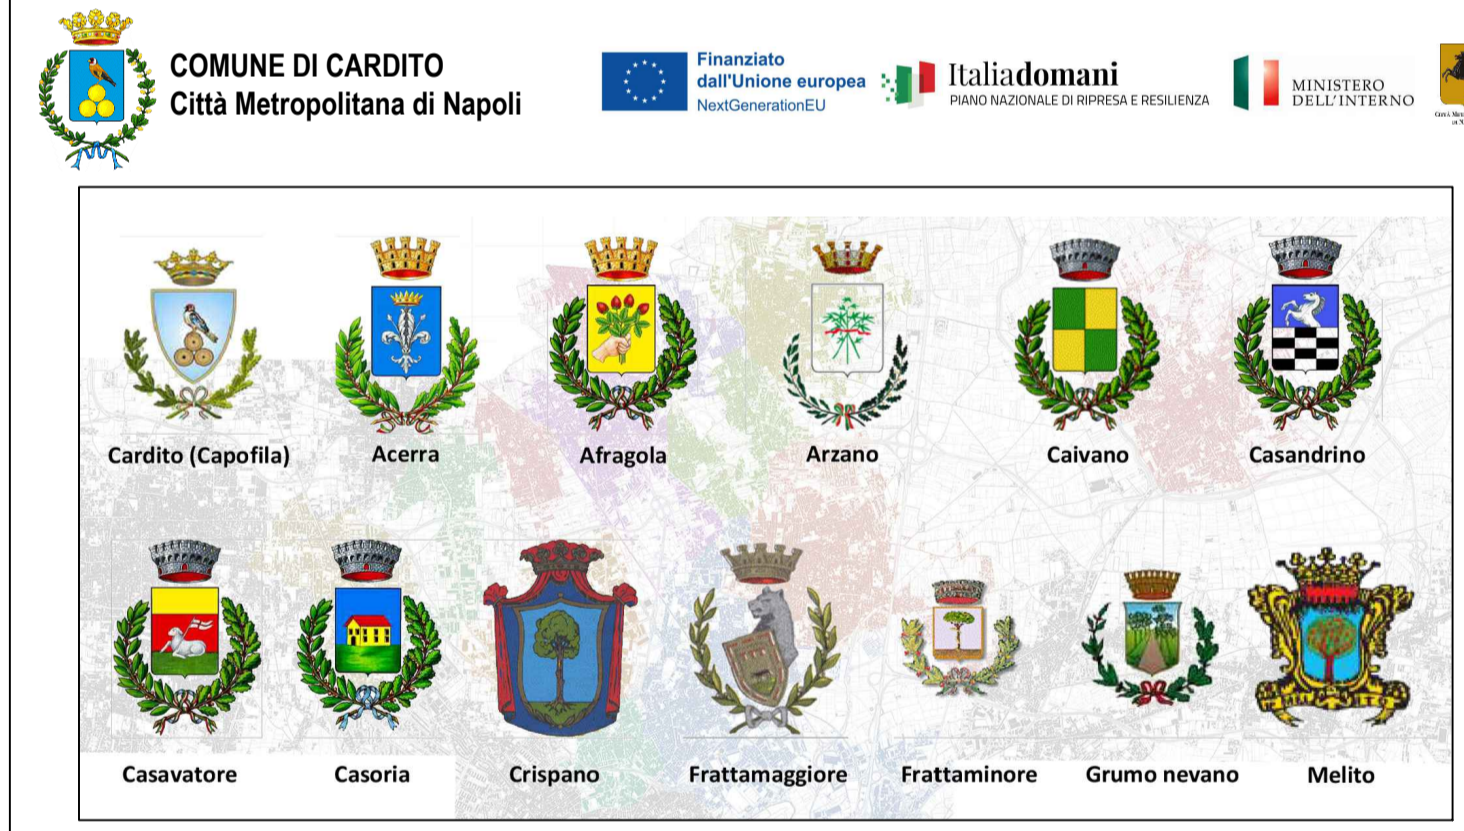 COMUNE DI CARDITO
Città Metropolitana di Napoli
Finanziato
dall'Unione europea
NextGenerationEU
Italiadomani
PIANO NAZIONALE DI RIPRESA E RESILIENZA
MINISTERO
DELL'INTERNO
Cardito (Capofila)
Acerra
Afragola
Arzano
Caivano
Casandrino
Casavatore
Casoria
Crispano
Frattamaggiore
Frattaminore
Grumo nevano
Melito